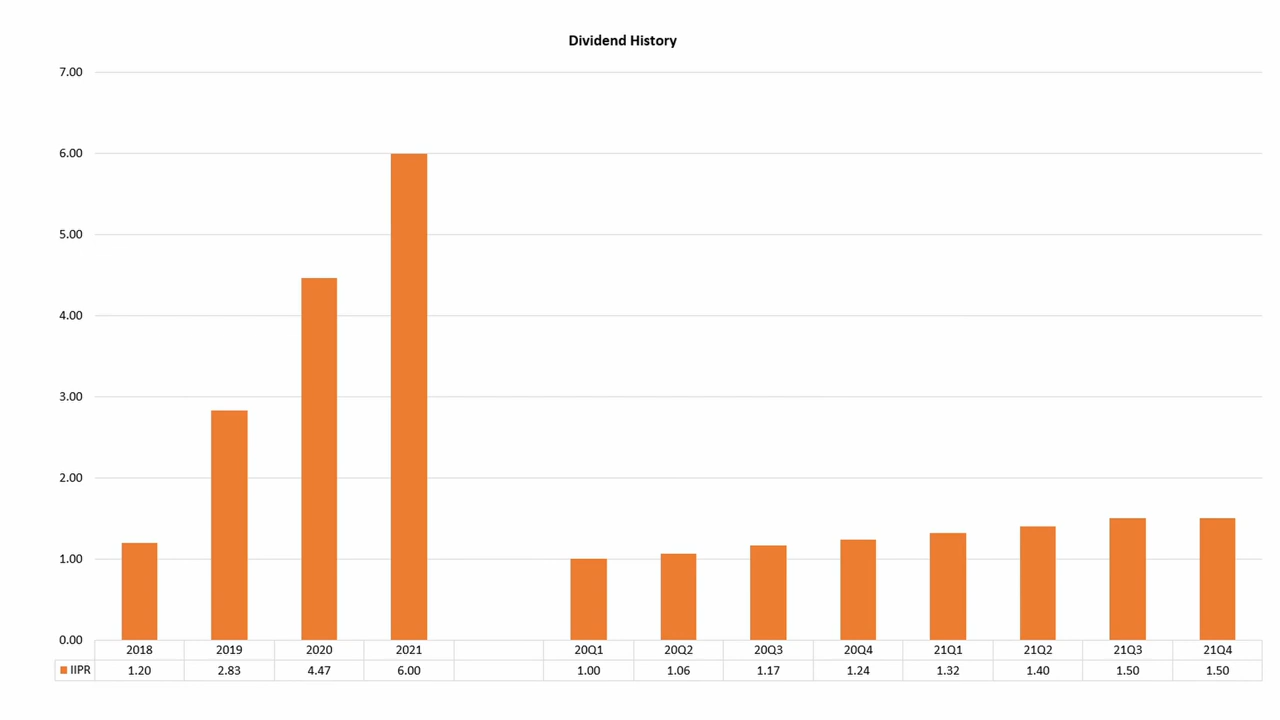 Dividend History
7.00
6.00
5.00
4.00
3.00
2.00
1.00
0.00
2018 2019 2020 2021 20Q1 20Q2 20Q3 20Q4 21Q1 21Q2 21Q3 21Q4
IIPR 1.20 2.83 4.47 6.00 1.00 1.06 1.17 1.24 1.32 1.40 1.50 1.50